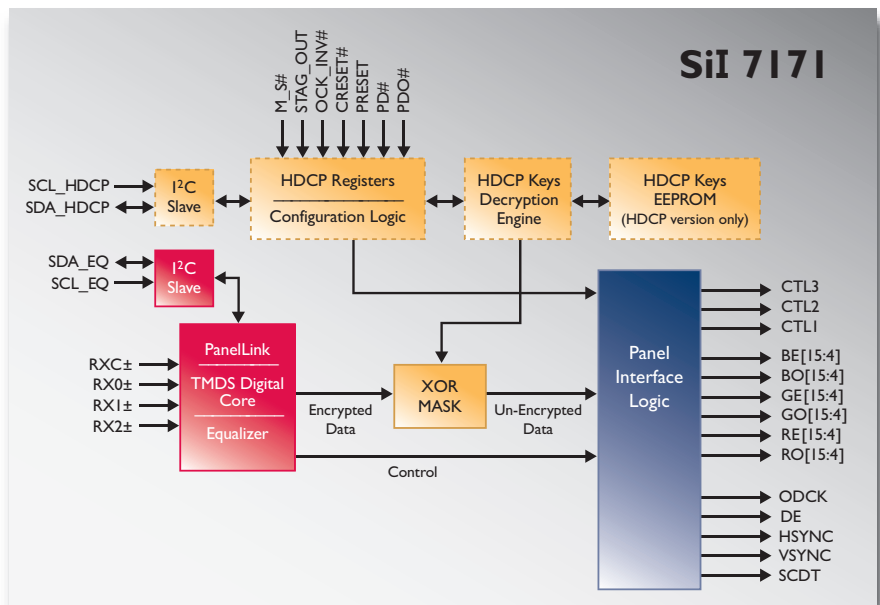 SiI 7171
M_S#
STAG_OUT
OCK_INV#
CRESET#
PRESET
PD#
PDO#
SCL_HDCP
SDA_HDCP
I²C
Slave
HDCP Registers
Configuration Logic
HDCP Keys
Decryption
Engine
HDCP Keys
EEPROM
(HDCP version only)
SDA_EQ
SCL_EQ
I²C
Slave
RXC±
RX0±
RX1±
RX2±
PanelLink
TMDS Digital
Core
Equalizer
Encrypted
Data
XOR
MASK
Un-Encrypted
Data
Control
Panel
Interface
Logic
CTL3
CTL2
CTL1
BE[15:4]
BO[15:4]
GE[15:4]
GO[15:4]
RE[15:4]
RO[15:4]
ODCK
DE
HSYNC
VSYNC
SCDT